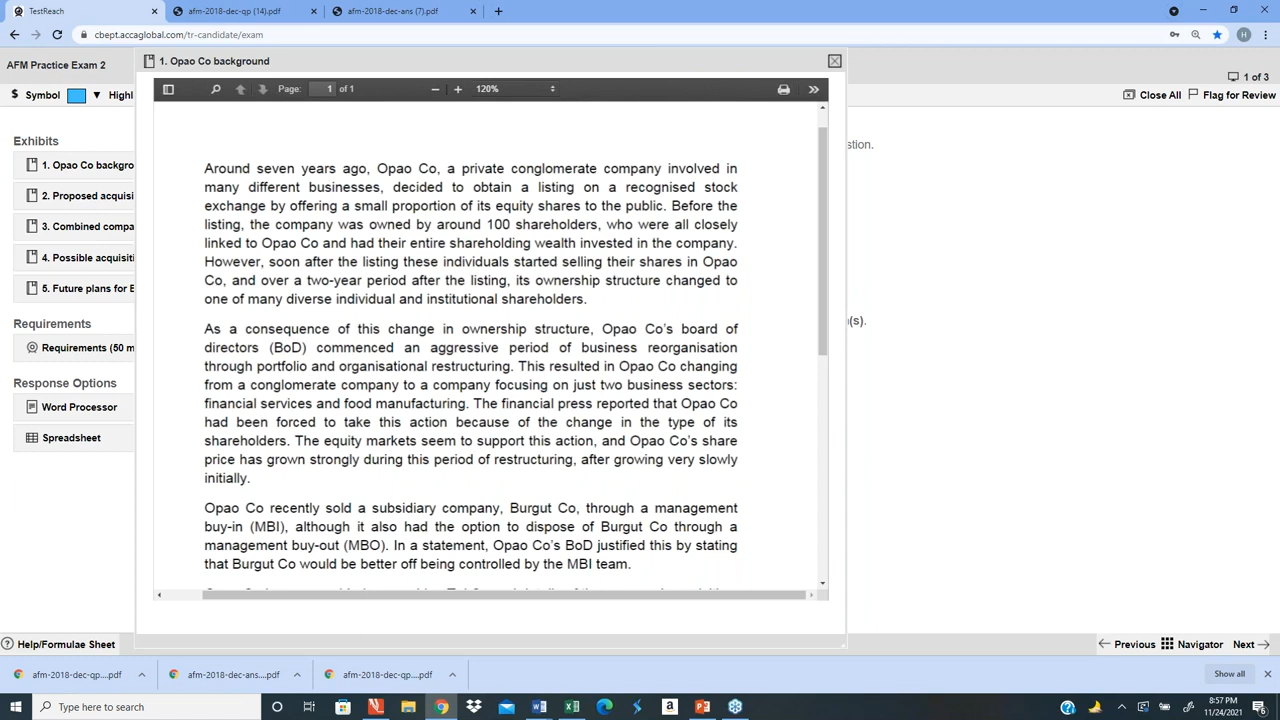 TestReach
afm-2018-dec-qp (14).pdf
afm-2018-dec-ans (7).pdf
cbept.accaglobal.com/tr-candidate/exam
H
AFM Practice Exam 2
1. Opao Co background
1 of 3
Symbol
Highl
Page:
1
of 1
120%
Close All
Flag for Review
Exhibits
1. Opao Co backgro
2. Proposed acquisi
3. Combined compa
4. Possible acquisiti
5. Future plans for E
Requirements
Requirements (50 m
Response Options
Word Processor
Spreadsheet
stion.
(s).
Around seven years ago, Opao Co, a private conglomerate company involved in
many different businesses, decided to obtain a listing on a recognised stock
exchange by offering a small proportion of its equity shares to the public. Before the
listing, the company was owned by around 100 shareholders, who were all closely
linked to Opao Co and had their entire shareholding wealth invested in the company.
However, soon after the listing these individuals started selling their shares in Opao
Co, and over a two-year period after the listing, its ownership structure changed to
one of many diverse individual and institutional shareholders.
As a consequence of this change in ownership structure, Opao Co's board of
directors (BoD) commenced an aggressive period of business reorganisation
through portfolio and organisational restructuring. This resulted in Opao Co changing
from a conglomerate company to a company focusing on just two business sectors:
financial services and food manufacturing. The financial press reported that Opao Co
had been forced to take this action because of the change in the type of its
shareholders. The equity markets seem to support this action, and Opao Co's share
price has grown strongly during this period of restructuring, after growing very slowly
initially.
Opao Co recently sold a subsidiary company, Burgut Co, through a management
buy-in (MBI), although it also had the option to dispose of Burgut Co through a
management buy-out (MBO). In a statement, Opao Co's BoD justified this by stating
that Burgut Co would be better off being controlled by the MBI team.
Help/Formulae Sheet
Previous
Navigator
Next
afm-2018-dec-qp....pdf
afm-2018-dec-ans....pdf
afm-2018-dec-qp....pdf
Show all
Type here to search
8:57 PM
11/24/2021